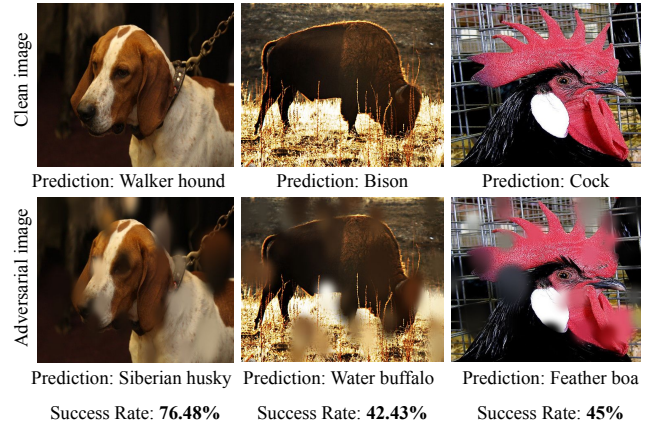 Clean image
Prediction: Walker hound
Prediction: Bison
Prediction: Cock
Adversarial image
Prediction: Siberian husky
Prediction: Water buffalo
Prediction: Feather boa
Success Rate: 76.48%
Success Rate: 42.43%
Success Rate: 45%